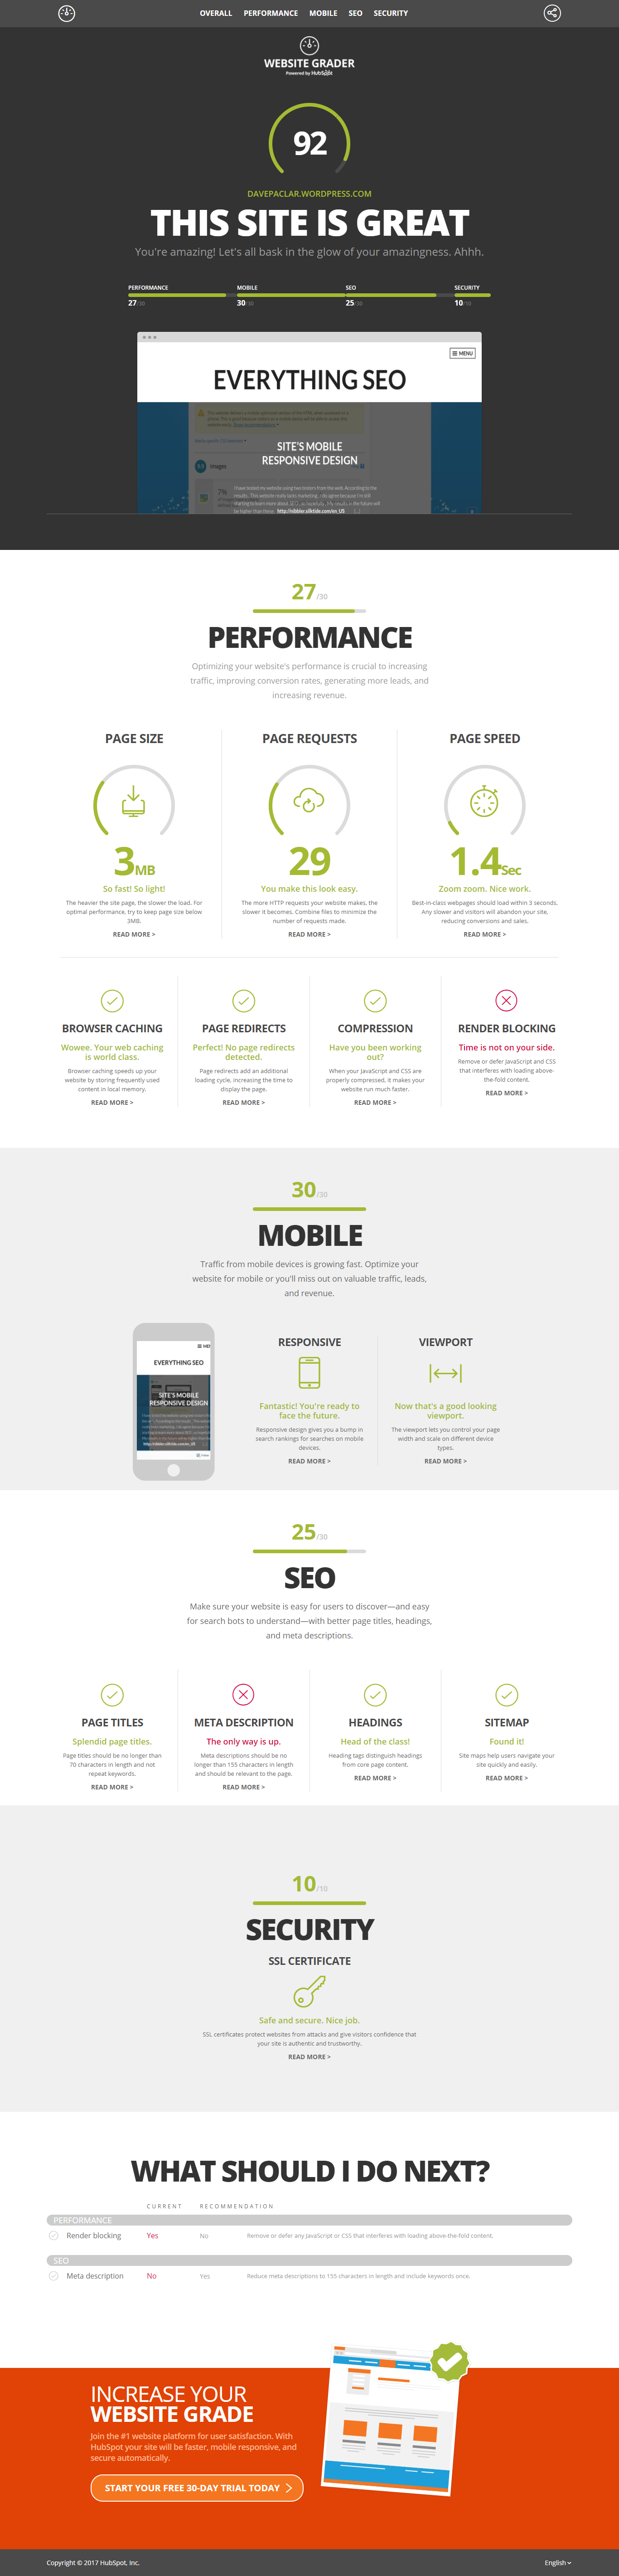 OVERALL PERFORMANCE MOBILE SEO SECURITY
WEBSITE GRADER
Powered by HubSpot
92
DAVEPACLAR.WORDPRESS.COM
THIS SITE IS GREAT
You're amazing! Let's all bask in the glow of your amazingness. Ahhh.
PERFORMANCE MOBILE SEO SECURITY
27/30 30/30 25/30 10/10
MENU
EVERYTHING SEO
SITE'S MOBILE
RESPONSIVE DESIGN
http://nibbler.silktide.com/en_US
27/30
PERFORMANCE
Optimizing your website's performance is crucial to increasing
traffic, improving conversion rates, generating more leads, and
increasing revenue.
PAGE SIZE
3MB
So fast! So light!
The heavier the site page, the slower the load. For
optimal performance, try to keep page size below
3MB.
READ MORE >
PAGE REQUESTS
29
You make this look easy.
The more HTTP requests your website makes, the
slower it becomes. Combine files to minimize the
number of requests made.
READ MORE >
PAGE SPEED
1.4Sec
Zoom zoom. Nice work.
Best-in-class webpages should load within 3 seconds.
Any slower and visitors will abandon your site,
reducing conversions and sales.
READ MORE >
BROWSER CACHING
Wowee. Your web caching
is world class.
Browser caching speeds up your
website by storing frequently used
content in local memory.
READ MORE >
PAGE REDIRECTS
Perfect! No page redirects
detected.
Page redirects add an additional
loading cycle, increasing the time to
display the page.
READ MORE >
COMPRESSION
Have you been working
out?
When your JavaScript and CSS are
properly compressed, it makes your
website run much faster.
READ MORE >
RENDER BLOCKING
Time is not on your side.
Remove or defer JavaScript and CSS
that interferes with loading above-
the-fold content.
READ MORE >
30/30
MOBILE
Traffic from mobile devices is growing fast. Optimize your
website for mobile or you'll miss out on valuable traffic, leads,
and revenue.
EVERYTHING SEO
SITE'S MOBILE
RESPONSIVE DESIGN
RESPONSIVE
Fantastic! You're ready to
face the future.
Responsive design gives you a bump in
search rankings for searches on mobile
devices.
READ MORE >
VIEWPORT
Now that's a good looking
viewport.
The viewport lets you control your page
width and scale on different device
types.
READ MORE >
25/30
SEO
Make sure your website is easy for users to discover—and easy
for search bots to understand—with better page titles, headings,
and meta descriptions.
PAGE TITLES
Splendid page titles.
Page titles should be no longer than
70 characters in length and not
repeat keywords.
READ MORE >
META DESCRIPTION
The only way is up.
Meta descriptions should be no
longer than 155 characters in length
and should be relevant to the page.
READ MORE >
HEADINGS
Head of the class!
Heading tags distinguish headings
from core page content.
READ MORE >
SITEMAP
Found it!
Site maps help users navigate your
site quickly and easily.
READ MORE >
10/10
SECURITY
SSL CERTIFICATE
Safe and secure. Nice job.
SSL certificates protect websites from attacks and give visitors confidence that
your site is authentic and trustworthy.
READ MORE >
WHAT SHOULD I DO NEXT?
CURRENT RECOMMENDATION
PERFORMANCE
Render blocking Yes No Remove or defer any JavaScript or CSS that interferes with loading above-the-fold content.
SEO
Meta description No Yes Reduce meta descriptions to 155 characters in length and include keywords once.
INCREASE YOUR
WEBSITE GRADE
Join the #1 website platform for user satisfaction. With
HubSpot your site will be faster, mobile responsive, and
secure automatically.
START YOUR FREE 30-DAY TRIAL TODAY
Copyright © 2017 HubSpot, Inc.
English